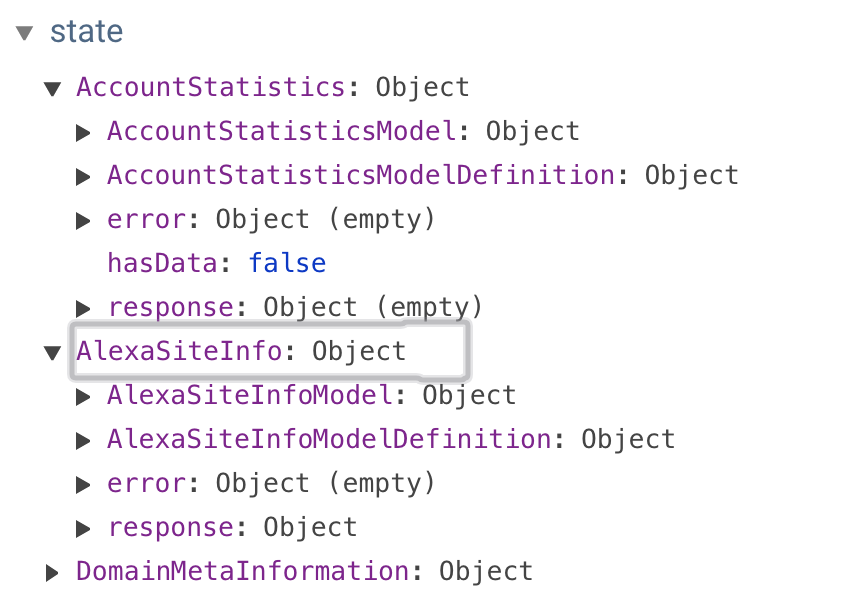 state
AccountStatistics: Object
AccountStatisticsModel: Object
AccountStatisticsModelDefinition: Object
error: Object (empty)
hasData: false
response: Object (empty)
AlexaSiteInfo: Object
AlexaSiteInfoModel: Object
AlexaSiteInfoModelDefinition: Object
error: Object (empty)
response: Object
DomainMetaInformation: Object